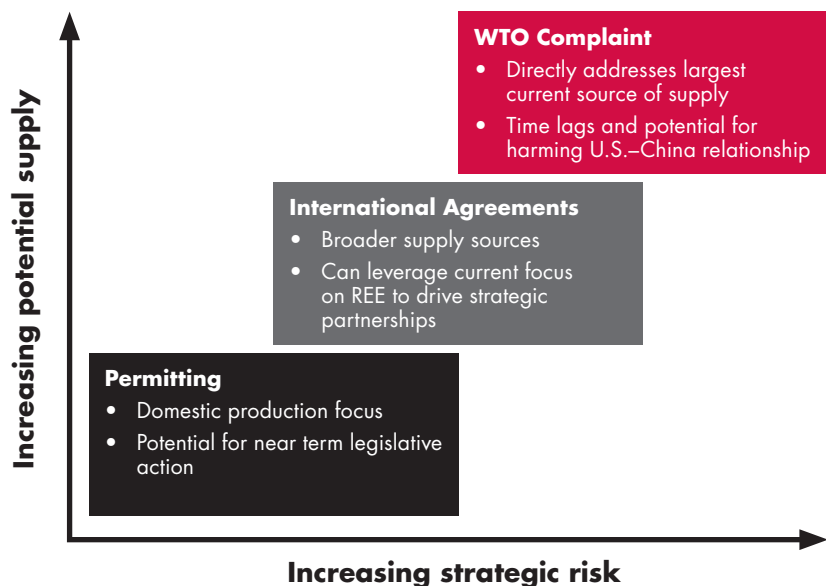 Increasing potential supply
WTO Complaint
• Directly addresses largest
current source of supply
• Time lags and potential for
harming U.S.–China relationship
International Agreements
• Broader supply sources
• Can leverage current focus
on REE to drive strategic
partnerships
Permitting
• Domestic production focus
• Potential for near term legislative
action
Increasing strategic risk